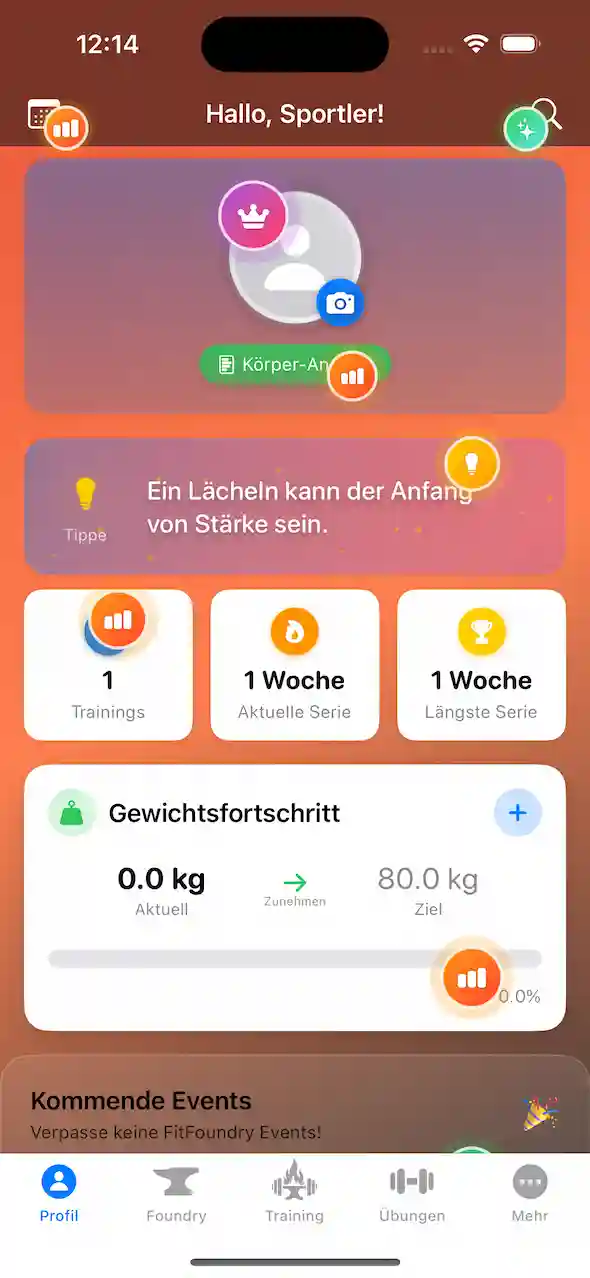 12:14
Hallo, Sportler!
Körper-An
Ein Lächeln kann der Anfang
von Stärke sein.
Tippe
1
Trainings
1 Woche
Aktuelle Serie
1 Woche
Längste Serie
Gewichtsfortschritt
0.0 kg
Aktuell
Zunehmen
80.0 kg
Ziel
0.0%
Kommende Events
Verpasse keine FitFoundry Events!
Profil
Foundry
Training
Übungen
Mehr